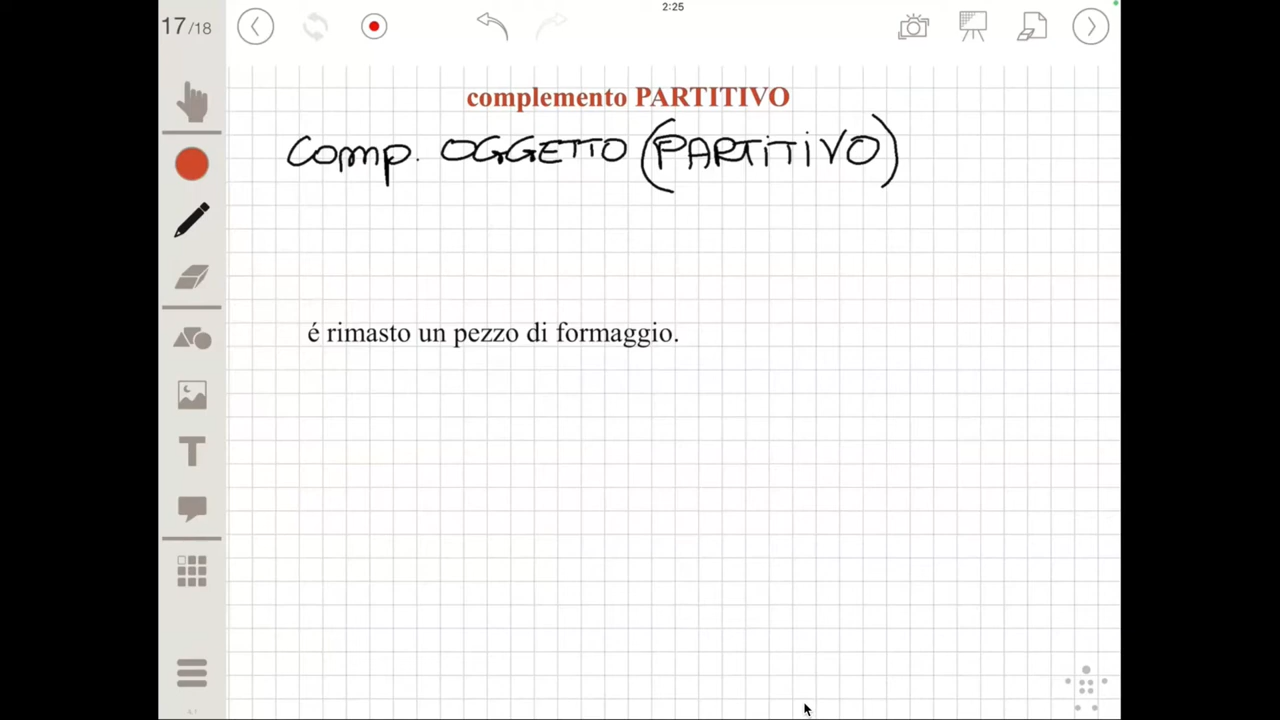 2:25
17/18
complemento PARTITIVO
Comp. OGGETTO (PARTITIVO)
é rimasto un pezzo di formaggio.
T